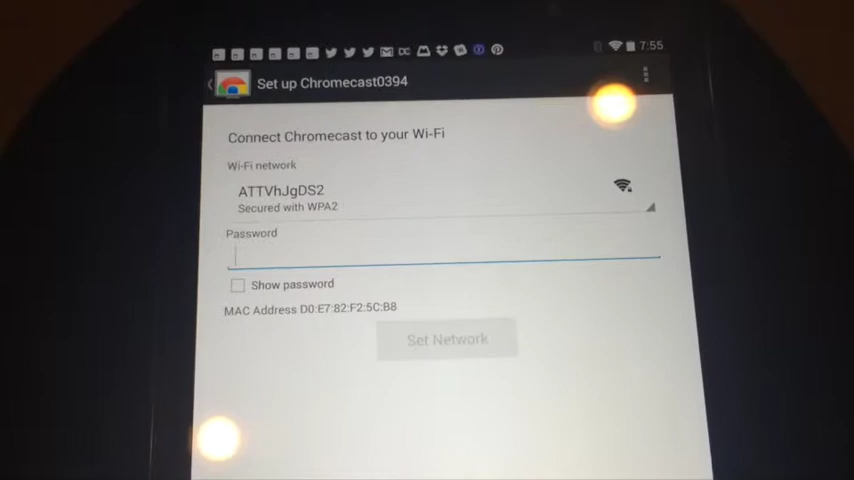 DC
7:55
Set up Chromecast0394
Connect Chromecast to your Wi-Fi
Wi-Fi network
ATTVhJgDS2
Secured with WPA2
Password
Show password
MAC Address D0:E7:82:F2:5C:B8
Set Network